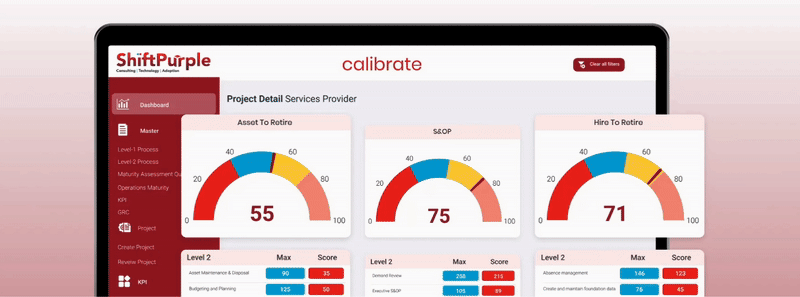 ShiftPurple
Consulting | Technology | Adoption
calibrate
Clear all filters
Dashboard
Master
Level-1 Process
Level-2 Process
Maturity Assessment Qu
Operations Maturity
KPI
GRC
Project
Create Project
Review Project
KPI
Project Detail Services Provider
Asset To Retire
0
20
40
60
80
100
55
S&OP
0
20
40
60
80
100
75
Hire To Retire
0
20
40
60
80
100
71
Level 2 Max Score
Asset Maintenance & Disposal 90 35
Budgeting and Planning 125 50
Level 2 Max Score
Demand Review 200 215
Executive S&OP 105 89
Level 2 Max Score
Absence management 146 123
Create and maintain foundation data 76 45